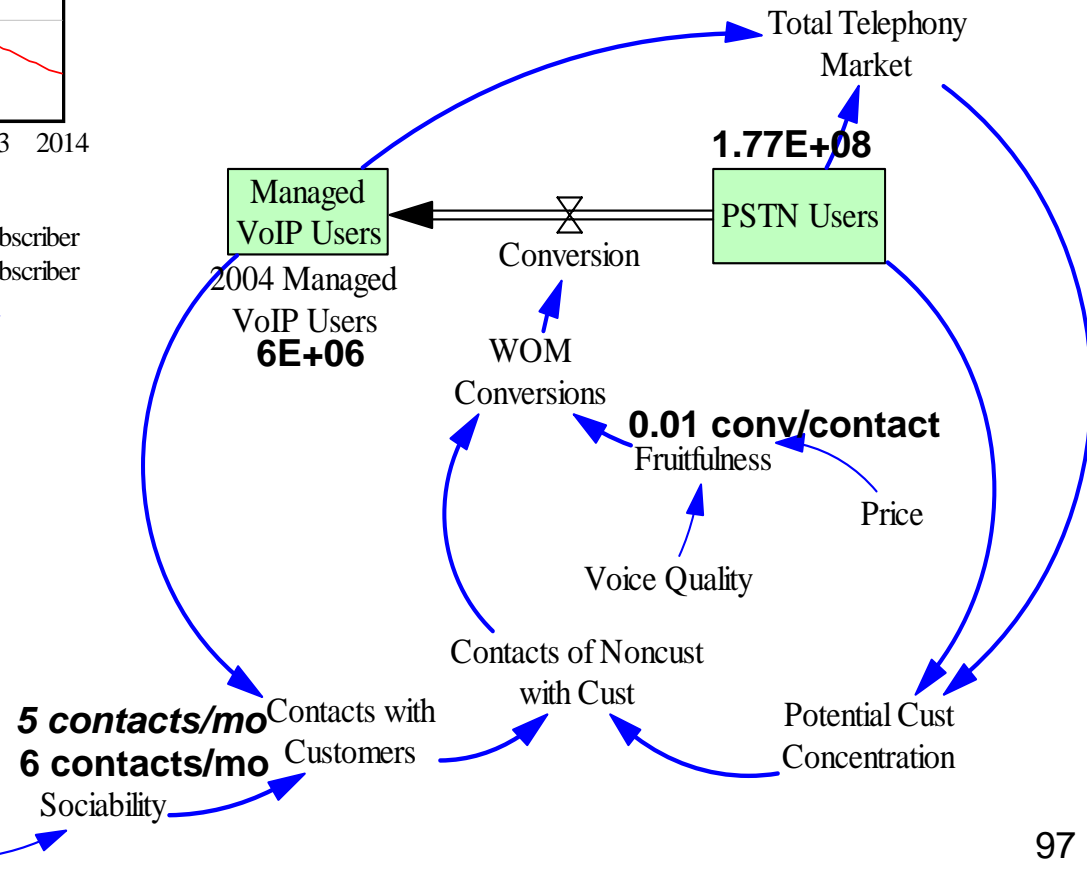 Total Telephony
Market
3 2014
1.77E+08
Managed
VoIP Users
PSTN Users
bscriber
bscriber
Conversion
2004 Managed
VoIP Users
6E+06
WOM
Conversions
0.01 conv/contact
Fruitfulness
Price
Voice Quality
Contacts of Noncust
with Cust
5 contacts/mo
6 contacts/mo
Contacts with
Customers
Potential Cust
Concentration
Sociability
97